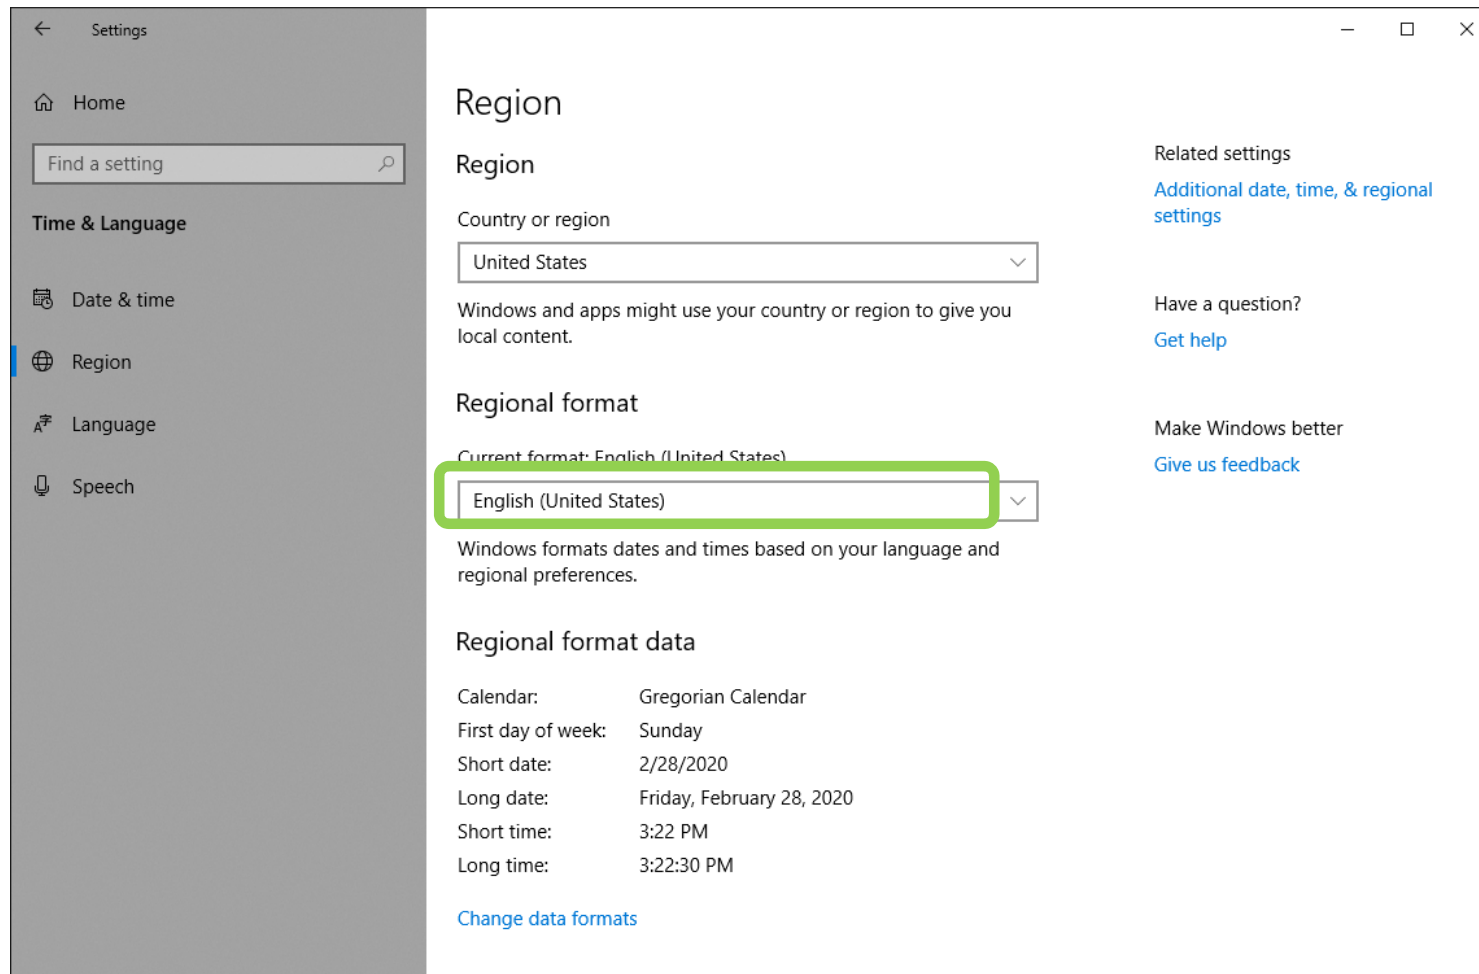 Settings
Home
Find a setting
Time & Language
Date & time
Region
Language
Speech
Region
Region
Country or region
United States
Windows and apps might use your country or region to give you
local content.
Regional format
Current format: English (United States)
English (United States)
Windows formats dates and times based on your language and
regional preferences.
Regional format data
Calendar: Gregorian Calendar
First day of week: Sunday
Short date: 2/28/2020
Long date: Friday, February 28, 2020
Short time: 3:22 PM
Long time: 3:22:30 PM
Change data formats
Related settings
Additional date, time, & regional
settings
Have a question?
Get help
Make Windows better
Give us feedback